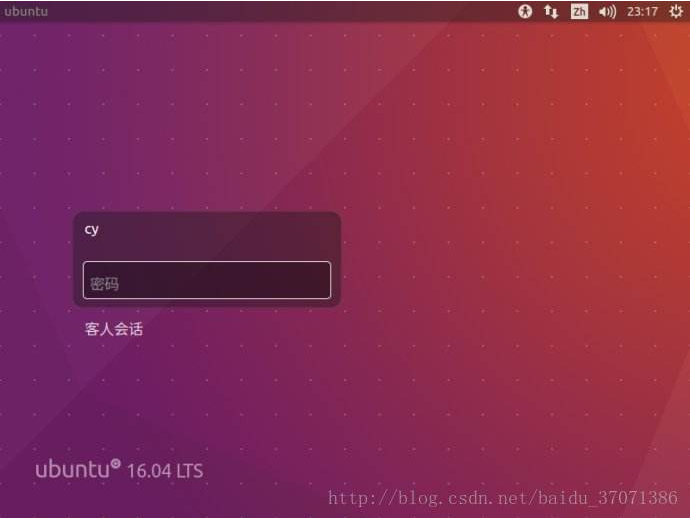 ubuntu Zh 23:17
cy
密码
客人会话
ubuntu 16.04 LTS
http://blog.csdn.net/baidu_37071386